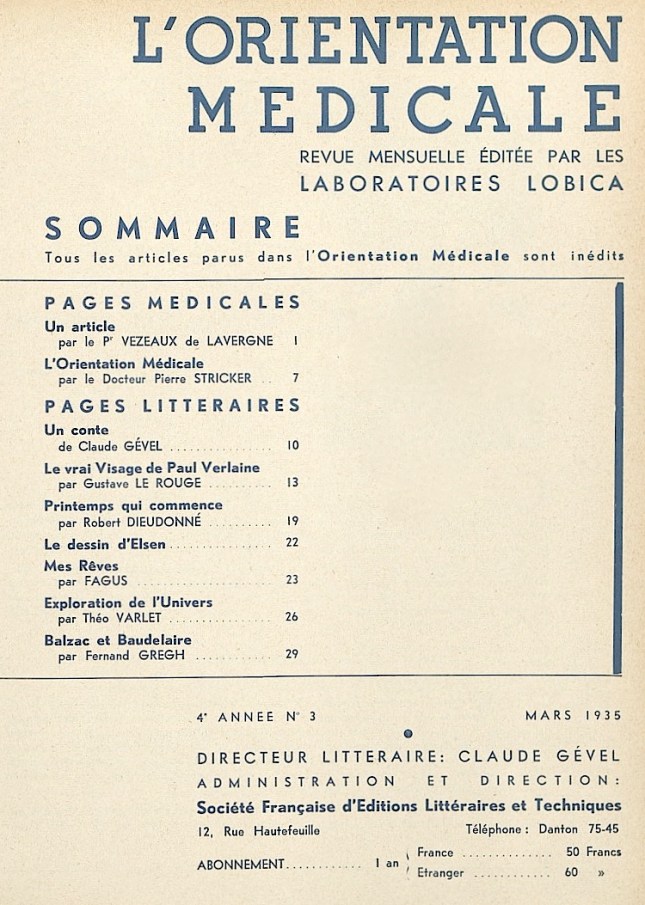 L'ORIENTATION
MEDICALE
REVUE MENSUELLE ÉDITÉE PAR LES
LABORATOIRES LOBICA
SOMMAIRE
Tous les articles parus dans l'Orientation Médicale sont inédits
PAGES MEDICALES
Un article
par le Pr VEZEAUX de LAVERGNE 1
L'Orientation Médicale
par le Docteur Pierre STRICKER .. 7
PAGES LITTERAIRES
Un conte
de Claude GÉVEL .............. 10
Le vrai Visage de Paul Verlaine
par Gustave LE ROUGE .......... 13
Printemps qui commence
par Robert DIEUDONNÉ .......... 19
Le dessin d'Elsen .............. 22
Mes Rêves
par FAGUS .................. 23
Exploration de l'Univers
par Théo VARLET .............. 26
Balzac et Baudelaire
par Fernand GREGH ........... 29
4e ANNEE N° 3 MARS 1935
DIRECTEUR LITTERAIRE: CLAUDE GÉVEL
ADMINISTRATION ET DIRECTION:
Société Française d'Editions Littéraires et Techniques
12, Rue Hautefeuille Téléphone : Danton 75-45
ABONNEMENT............ 1 an
France .............. 50 Francs
Etranger ............ 60 »